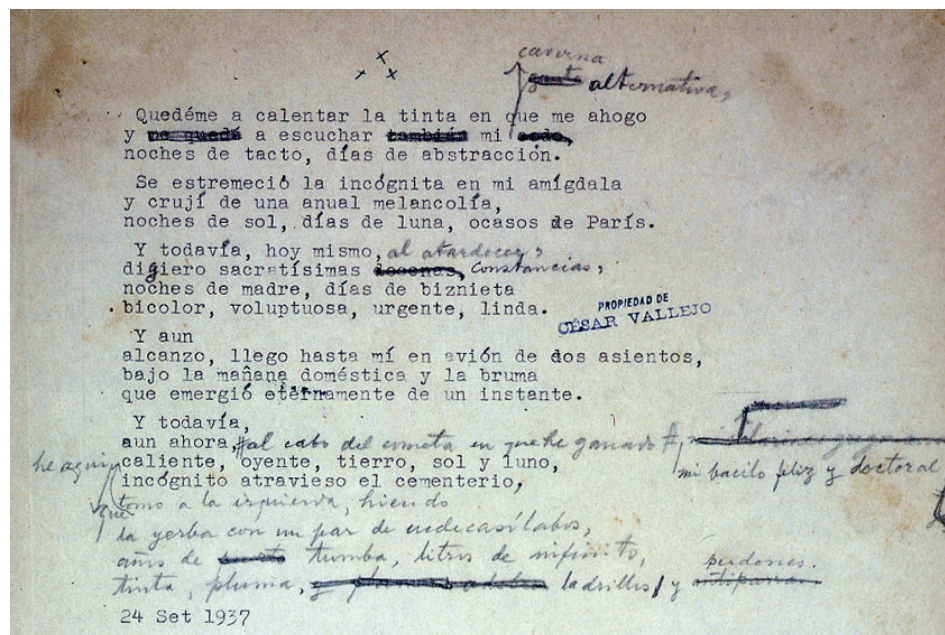 caverna
alternativa,
Quedéme a calentar la tinta en que me ahogo
y me quedé a escuchar también mi codo,
noches de tacto, días de abstracción.
Se estremeció la incógnita en mi amígdala
y crují de una anual melancolía,
noches de sol, días de luna, ocasos de París.
Y todavía, hoy mismo, al atardecer,
digiero sacratísimas docenas, constancias,
noches de madre, días de biznieta
bicolor, voluptuosa, urgente, linda.
PROPIEDAD DE
CÉSAR VALLEJO
Y aun
alcanzo, llego hasta mí en avión de dos asientos,
bajo la mañana doméstica y la bruma
que emergió eternamente de un instante.
Y todavía,
aun ahora, al cabo del cometa en que he ganado
mi bacilo feliz y doctoral
he aquí que
caliente, oyente, tierro, sol y luno,
incógnito atravieso el cementerio,
tomo a la izquierda, hiendo
la yerba con un par de endecasílabos,
años de tumba, litros de infinito,
tinta, pluma, ladrillos y perdones.
24 Set 1937